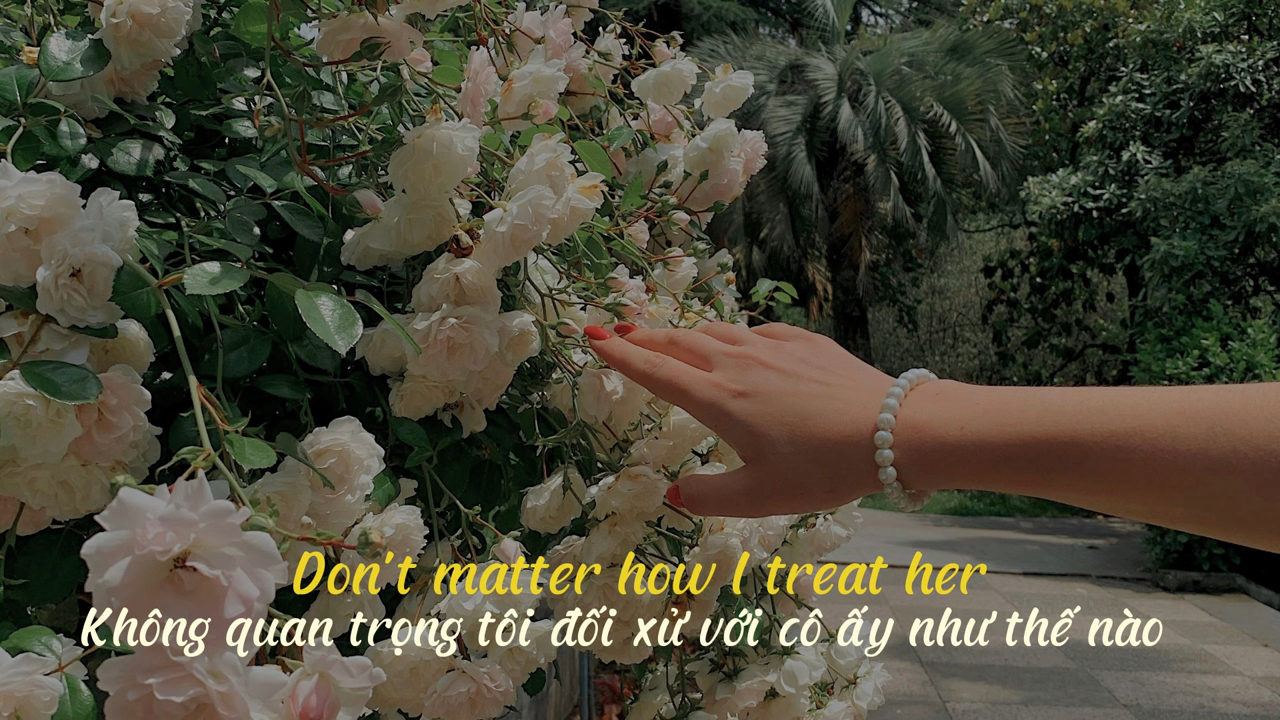 Don't matter how I treat her
Không quan trọng tôi đối xử với cô ấy như thế nào